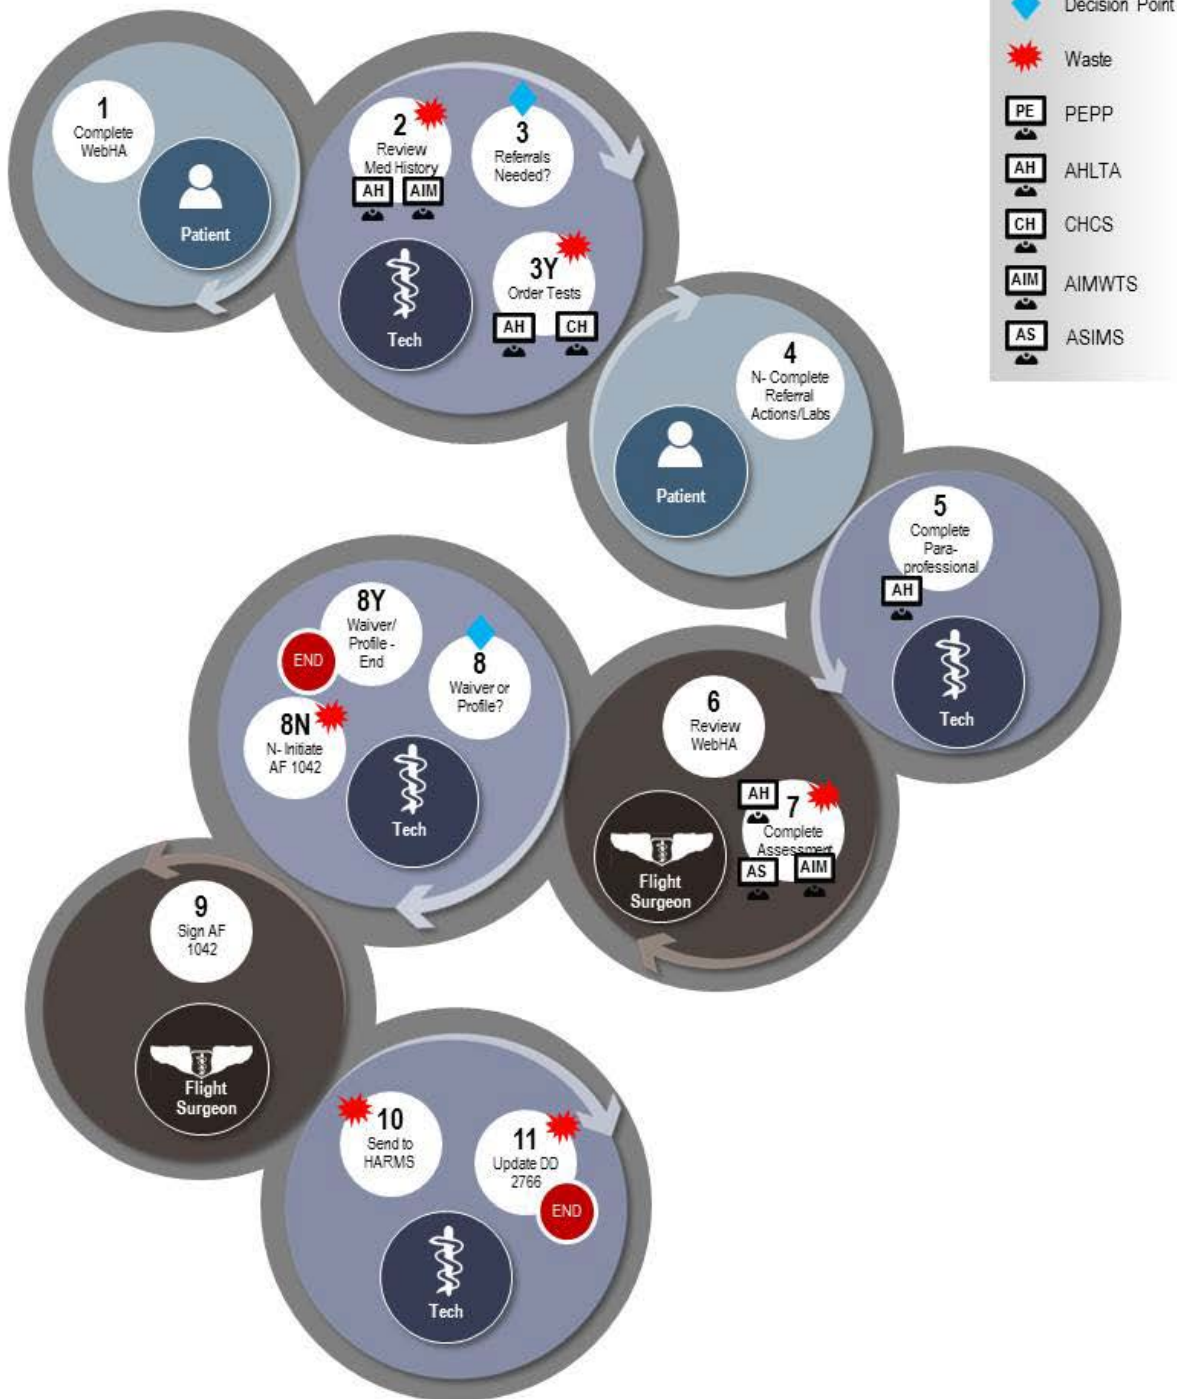 Decision Point
Waste
PE
PEPP
AH
AHLTA
CH
CHCS
AIM
AIMWTS
AS
ASIMS
1
Complete
WebHA
Patient
2
Review
Med History
AH
AIM
3
Referrals
Needed?
3Y
Order Tests
AH
CH
Tech
4
N- Complete
Referral
Actions/Labs
Patient
5
Complete
Para-
professional
AH
Tech
6
Review
WebHA
AH
7
Complete
Assessment
AS
AIM
Flight
Surgeon
8
Waiver or
Profile?
8Y
Waiver/
Profile -
End
END
8N
N- Initiate
AF 1042
Tech
9
Sign AF
1042
Flight
Surgeon
10
Send to
HARMS
11
Update DD
2766
END
Tech